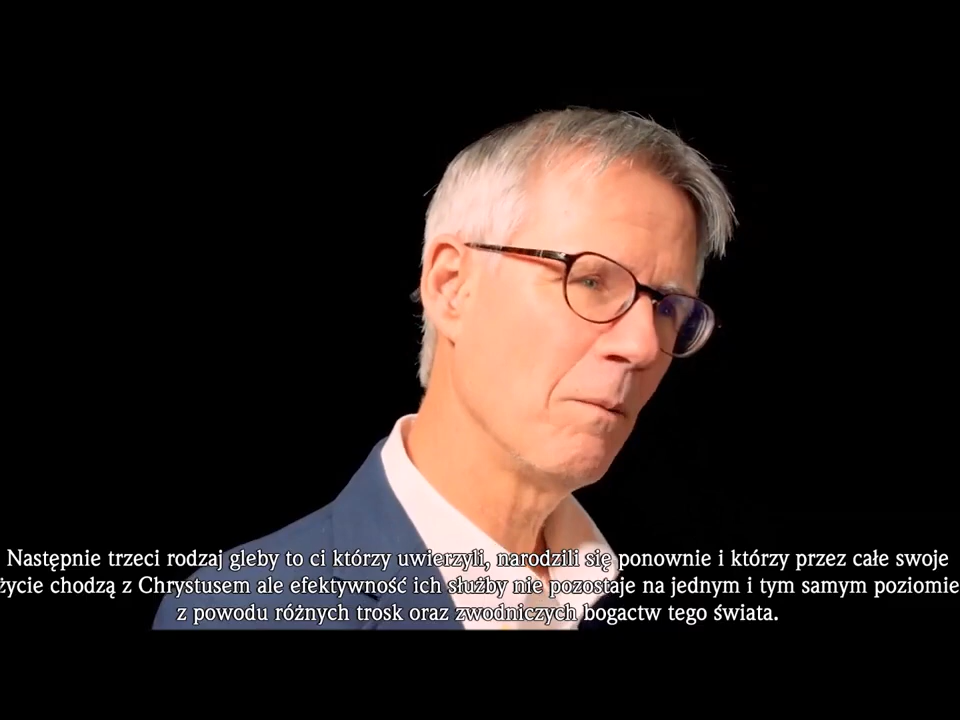 Następnie trzeci rodzaj gleby to ci którzy uwierzyli, narodzili się ponownie i którzy przez całe swoje
życie chodzą z Chrystusem ale efektywność ich służby nie pozostaje na jednym i tym samym poziomie
z powodu różnych trosk oraz zwodniczych bogactw tego świata.